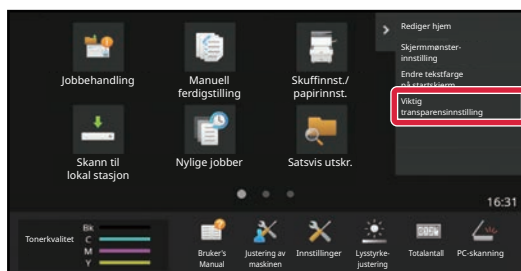 Rediger hjem
Skjermmønster-
innstilling
Endre tekstfarge
på startskjerm
Viktig
transparensinnstilling
Jobbehandling
Manuell
ferdigstilling
Skuffinnst./
papirinnst.
Skann til
lokal stasjon
Nylige jobber
Satsvis utskr.
16:31
Tonerkvalitet
Bk
C
M
Y
Bruker's
Manual
Justering av
maskinen
Innstillinger
Lysstyrke-
justering
Totalantall
PC-skanning